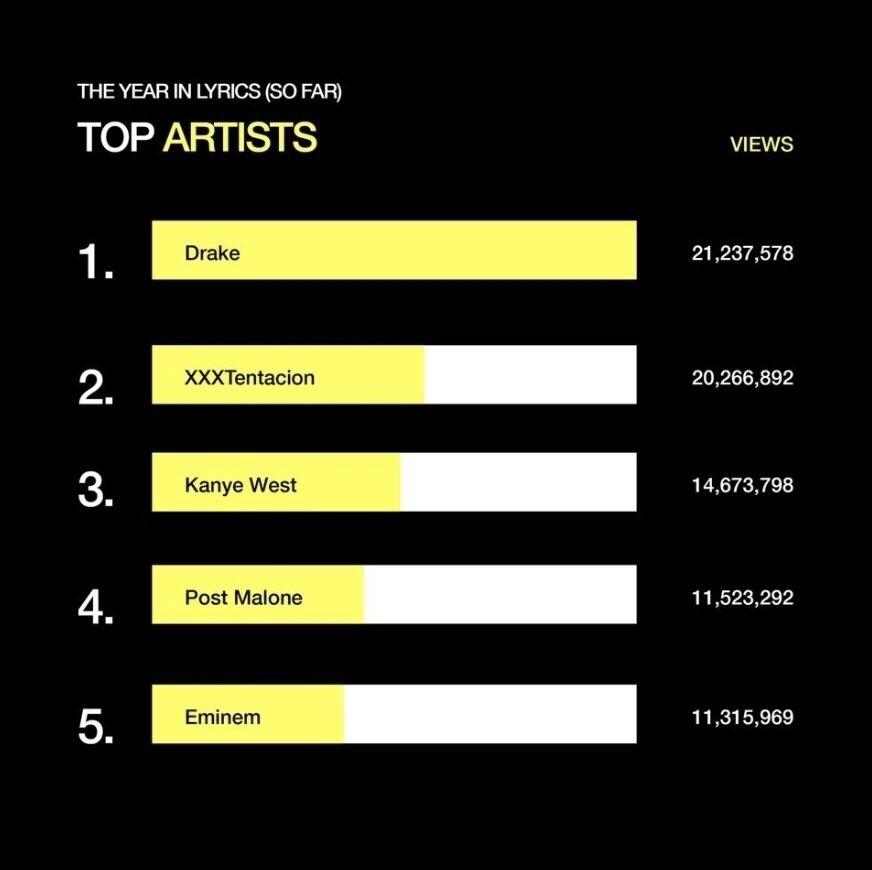 THE YEAR IN LYRICS (SO FAR)
TOP ARTISTS VIEWS
1. Drake 21,237,578
2. XXXTentacion 20,266,892
3. Kanye West 14,673,798
4. Post Malone 11,523,292
5. Eminem 11,315,969